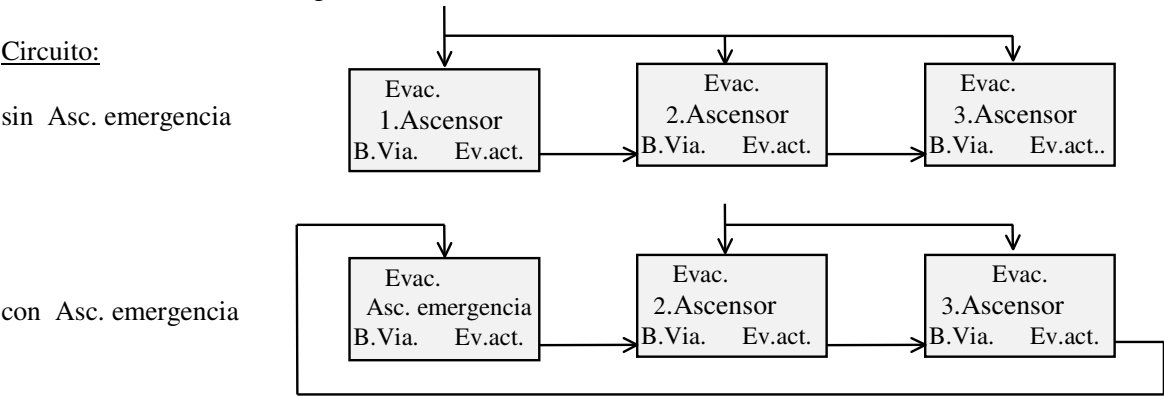 Circuito:
sin Asc. emergencia
Evac.
1.Ascensor
B.Via. Ev.act.
Evac.
2.Ascensor
B.Via. Ev.act.
Evac.
3.Ascensor
B.Via. Ev.act..
con Asc. emergencia
Evac.
Asc. emergencia
B.Via. Ev.act.
Evac.
2.Ascensor
B.Via. Ev.act.
Evac.
3.Ascensor
B.Via. Ev.act.